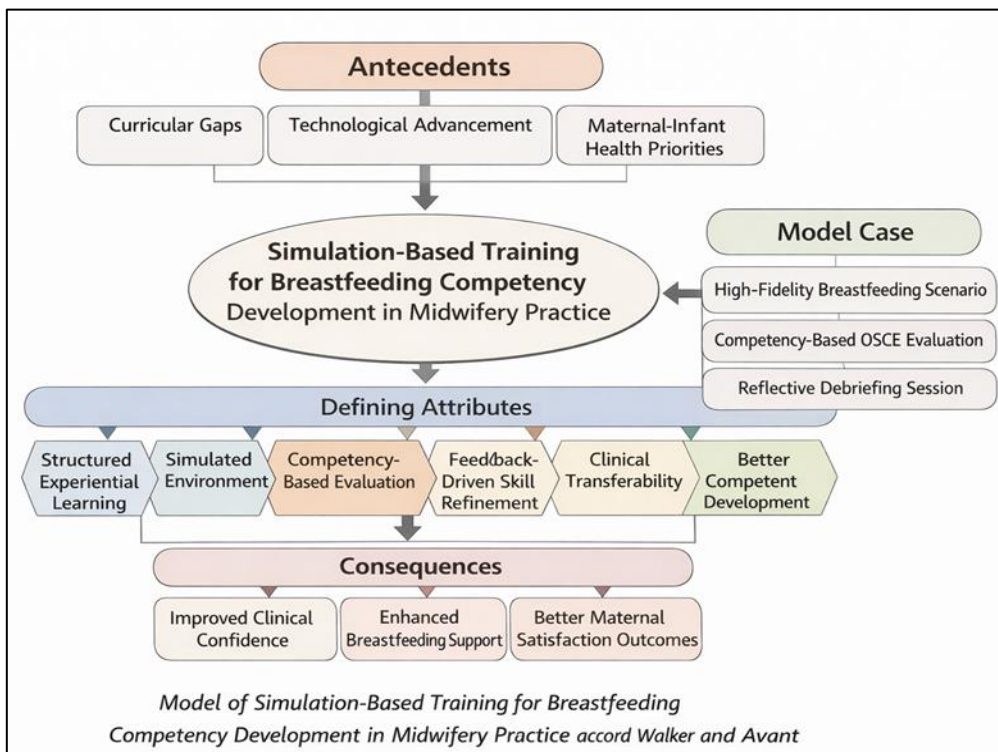 Antecedents
Curricular Gaps
Technological Advancement
Maternal-Infant
Health Priorities
Simulation-Based Training
for Breastfeeding Competency
Development in Midwifery Practice
Model Case
High-Fidelity Breastfeeding Scenario
Competency-Based OSCE Evaluation
Reflective Debriefing Session
Defining Attributes
Structured
Experiential
Learning
Simulated
Environment
Competency-
Based Evaluation
Feedback-
Driven Skill
Refinement
Clinical
Transferability
Better
Competent
Development
Consequences
Improved Clinical
Confidence
Enhanced
Breastfeeding Support
Better Maternal
Satisfaction Outcomes
Model of Simulation-Based Training for Breastfeeding
Competency Development in Midwifery Practice accord Walker and Avant